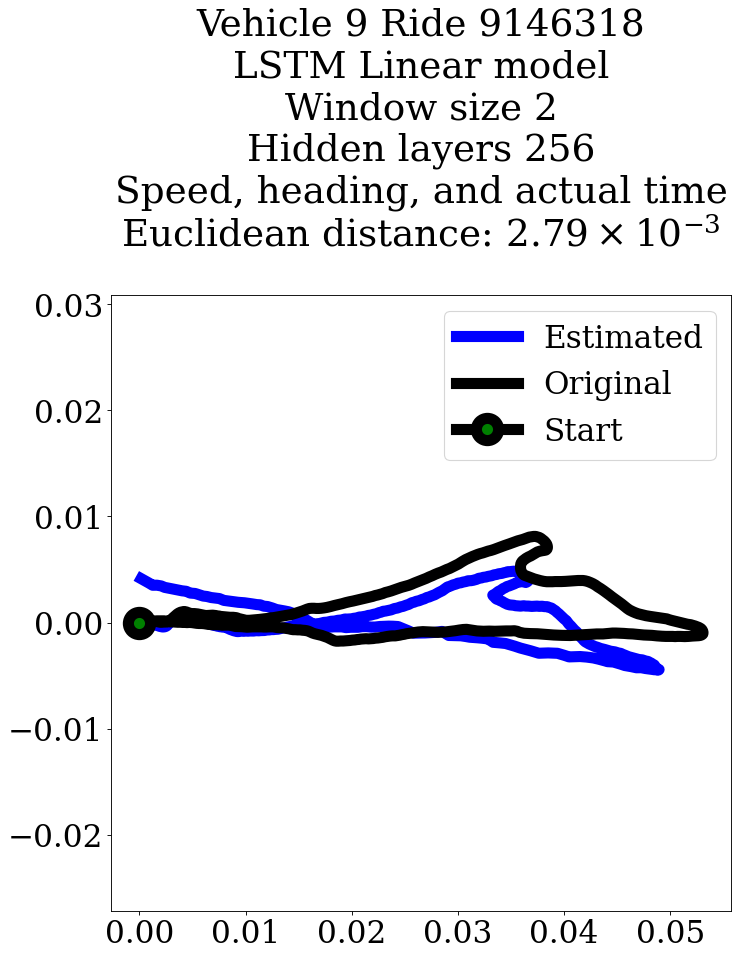 Vehicle 9 Ride 9146318
LSTM Linear model
Window size 2
Hidden layers 256
Speed, heading, and actual time
Euclidean distance: 2.79 × 10⁻³
Estimated
Original
Start
0.03
0.02
0.01
0.00
−0.01
−0.02
0.00 0.01 0.02 0.03 0.04 0.05